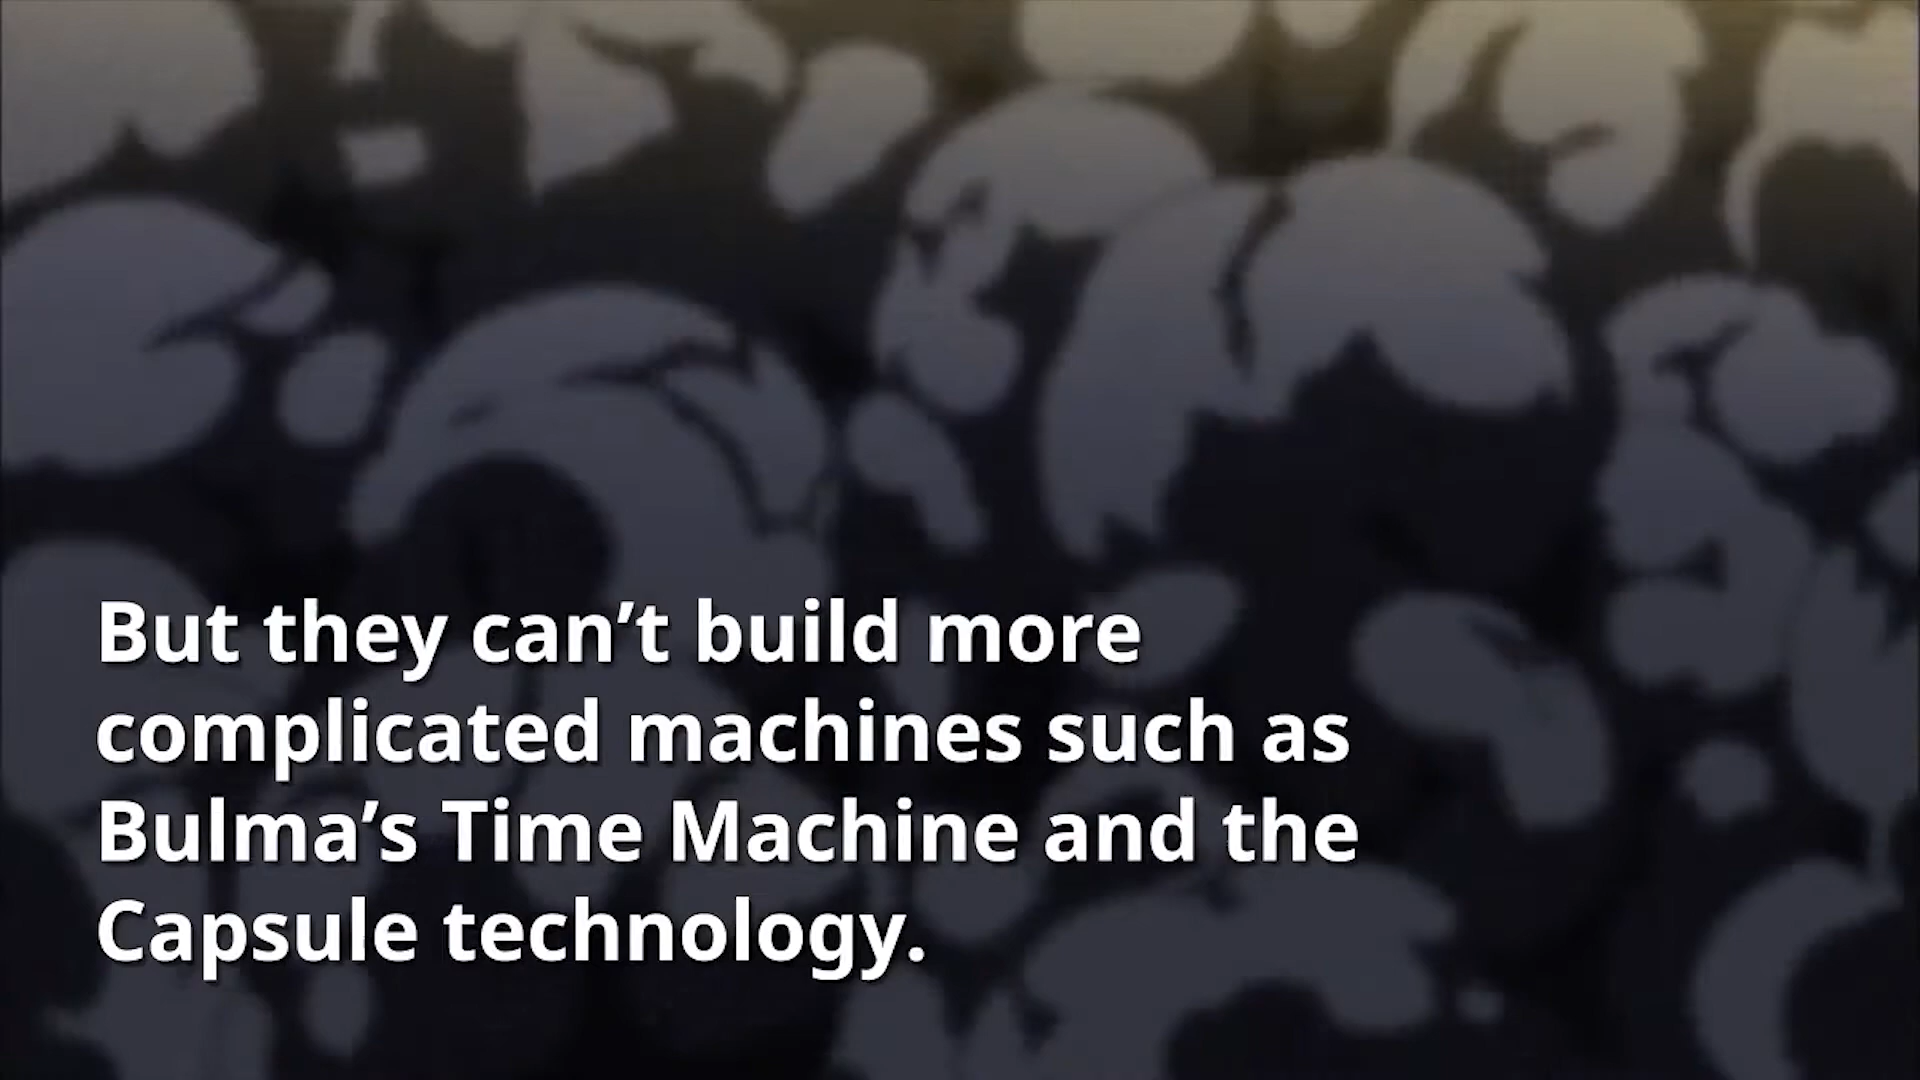 But they can’t build more
complicated machines such as
Bulma’s Time Machine and the
Capsule technology.